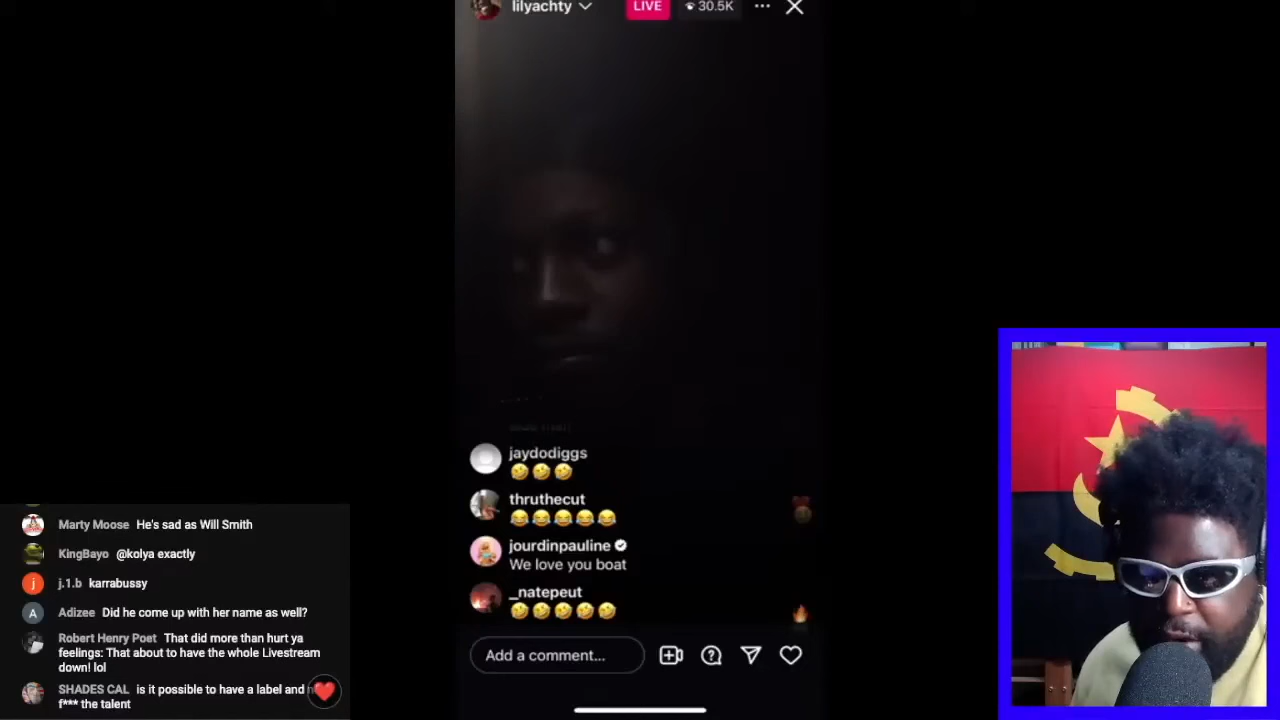 lilyachty
LIVE
30.5K
jaydodiggs
🤣🤣🤣
thruthecut
😂😂😂😂😂
jourdinpauline
We love you boat
_natepeut
🤣🤣🤣🤣🤣
Add a comment...
Marty Moose He's sad as Will Smith
KingBayo @kolya exactly
j.1.b karrabussy
Adizee Did he come up with her name as well?
Robert Henry Poet That did more than hurt ya
feelings: That about to have the whole Livestream
down! lol
SHADES CAL is it possible to have a label and
f*** the talent